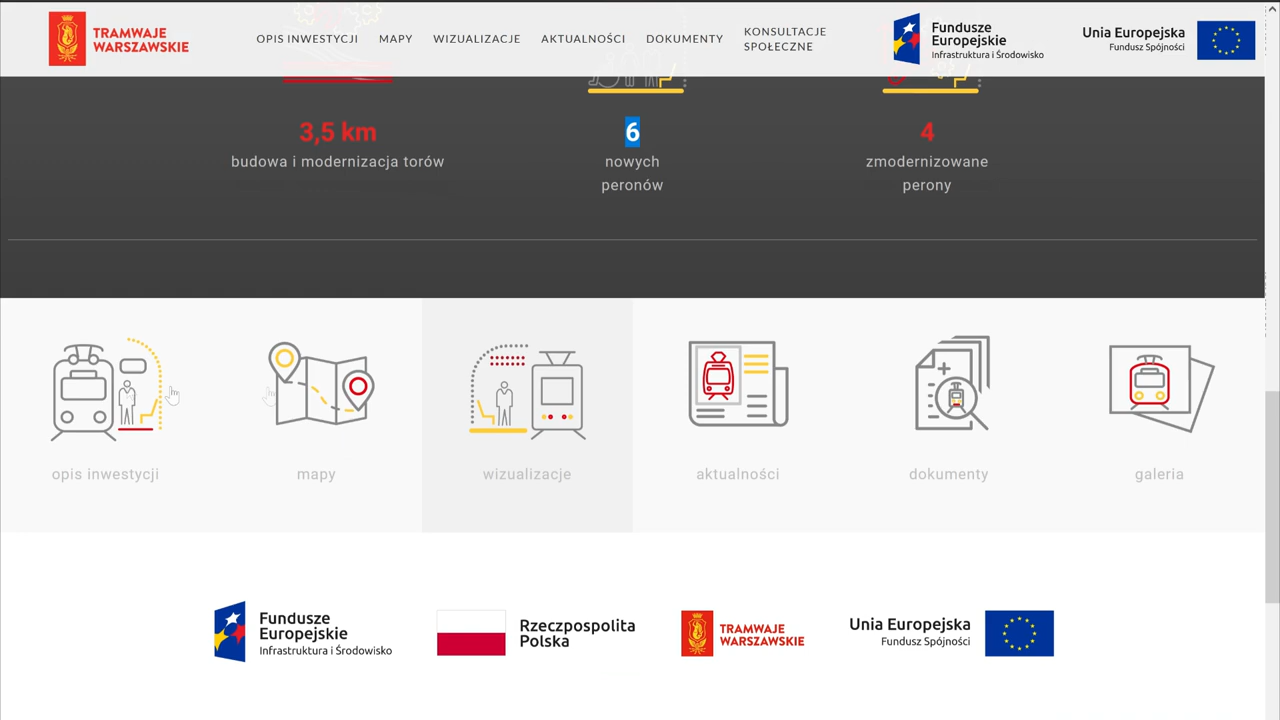 TRAMWAJE
WARSZAWSKIE
OPIS INWESTYCJI
MAPY
WIZUALIZACJE
AKTUALNOŚCI
DOKUMENTY
KONSULTACJE
SPOŁECZNE
Fundusze
Europejskie
Infrastruktura i Środowisko
Unia Europejska
Fundusz Spójności
3,5 km
budowa i modernizacja torów
6
nowych
peronów
4
zmodernizowane
perony
opis inwestycji
mapy
wizualizacje
aktualności
dokumenty
galeria
Fundusze
Europejskie
Infrastruktura i Środowisko
Rzeczpospolita
Polska
TRAMWAJE
WARSZAWSKIE
Unia Europejska
Fundusz Spójności